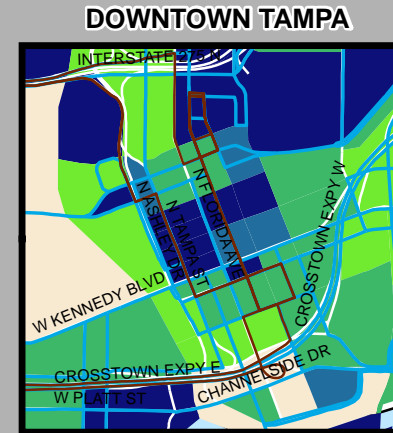 DOWNTOWN TAMPA
INTERSTATE 275 N
N ASHLEY DR
N TAMPA ST
N FLORIDA AVE
CROSSTOWN EXPY W
W KENNEDY BLVD
CROSSTOWN EXPY E
CHANNELSIDE DR
W PLATT ST